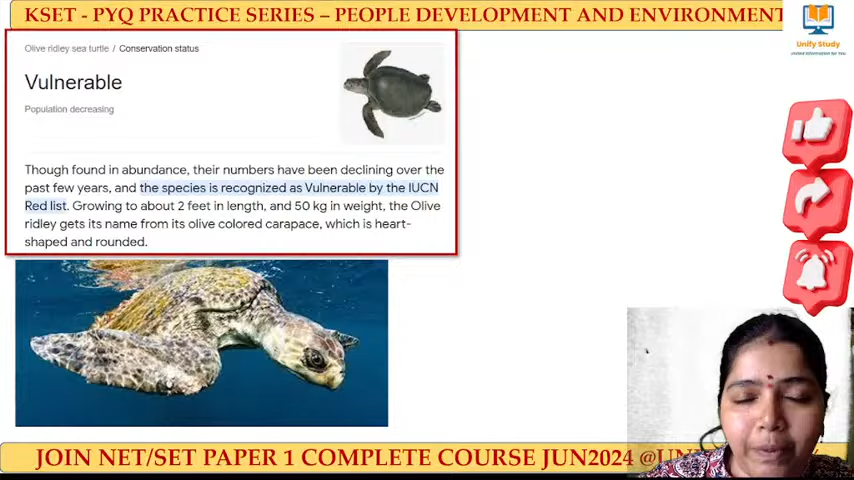 KSET - PYQ PRACTICE SERIES – PEOPLE DEVELOPMENT AND ENVIRONMENT
Unify Study
Olive ridley sea turtle / Conservation status
Vulnerable
Population decreasing
Though found in abundance, their numbers have been declining over the
past few years, and the species is recognized as Vulnerable by the IUCN
Red list. Growing to about 2 feet in length, and 50 kg in weight, the Olive
ridley gets its name from its olive colored carapace, which is heart-
shaped and rounded.
JOIN NET/SET PAPER 1 COMPLETE COURSE JUN2024